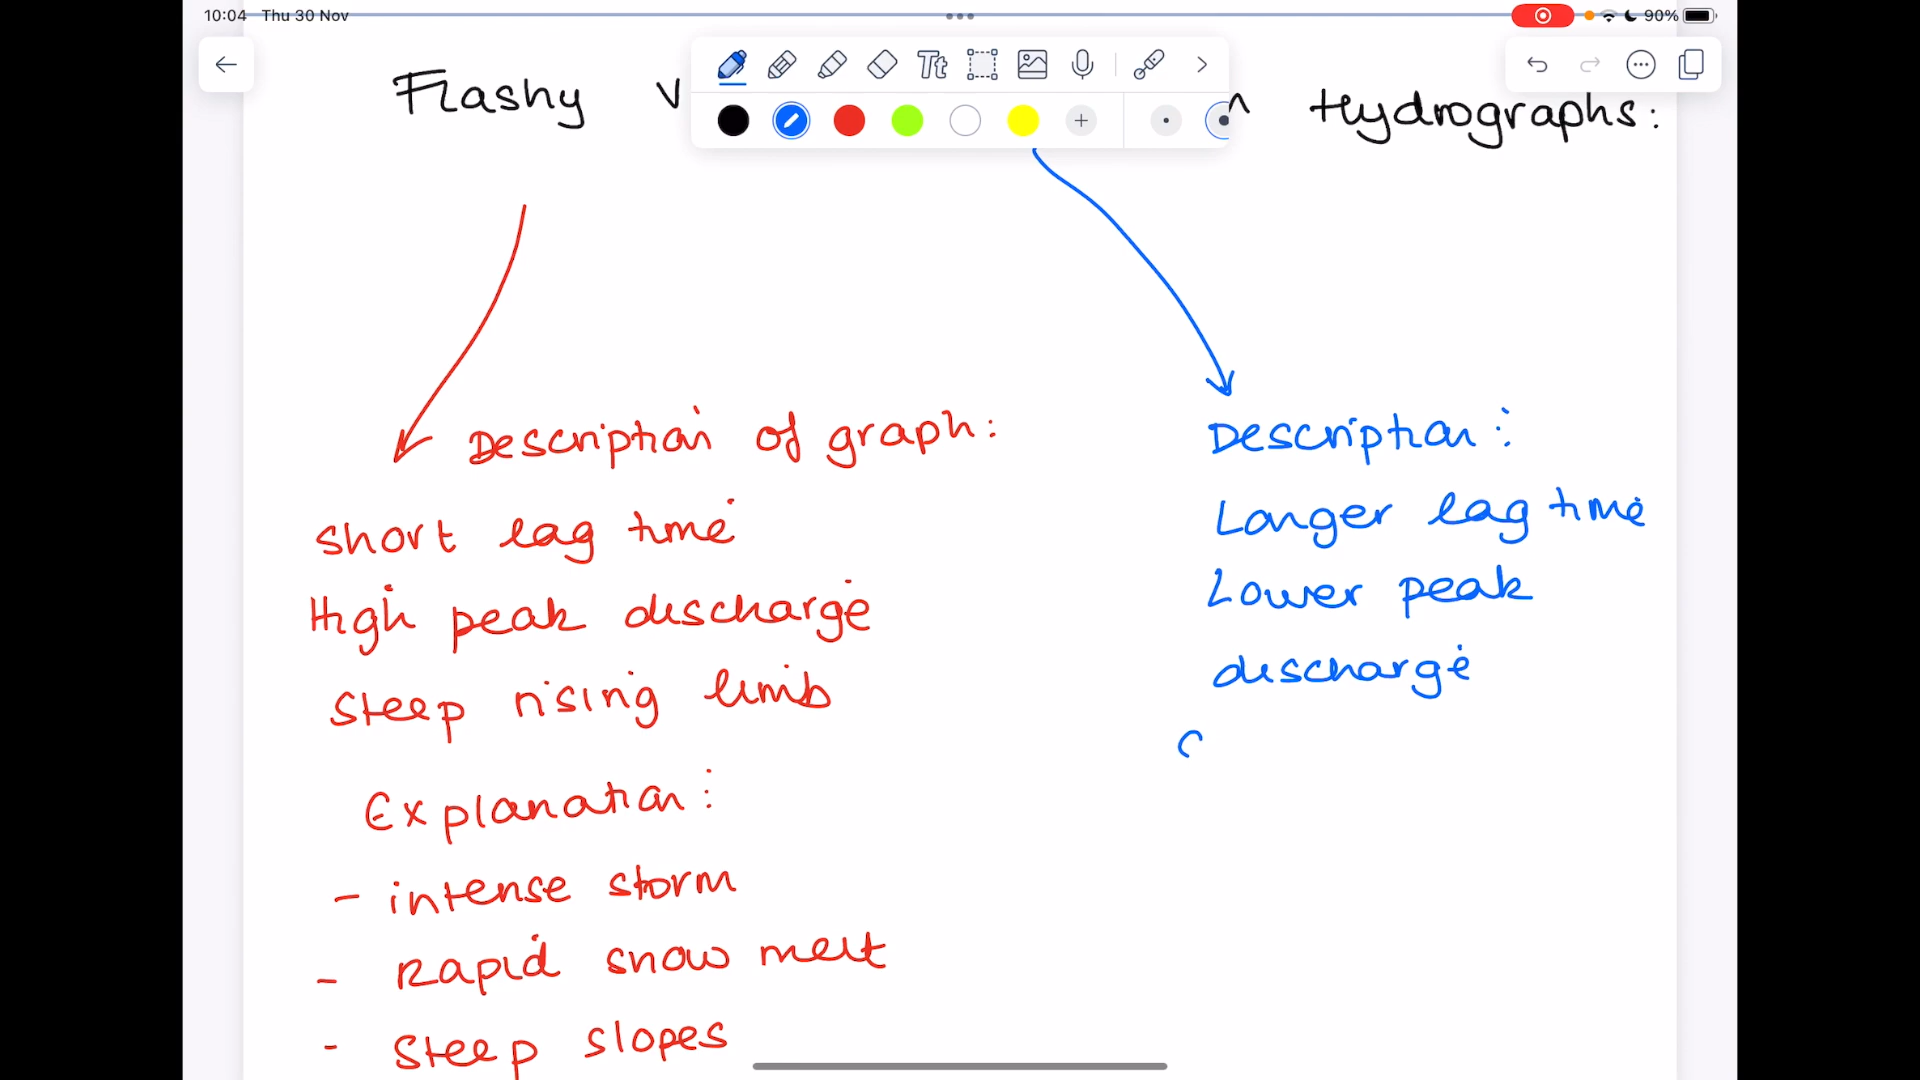 10:04 Thu 30 Nov 90%
Tt
Flashy Hydrographs:
Description of graph:
Short lag time
High peak discharge
Steep rising limb
Explanation:
- intense storm
- Rapid snow melt
- Steep slopes
Description:
Longer lag time
Lower peak
discharge